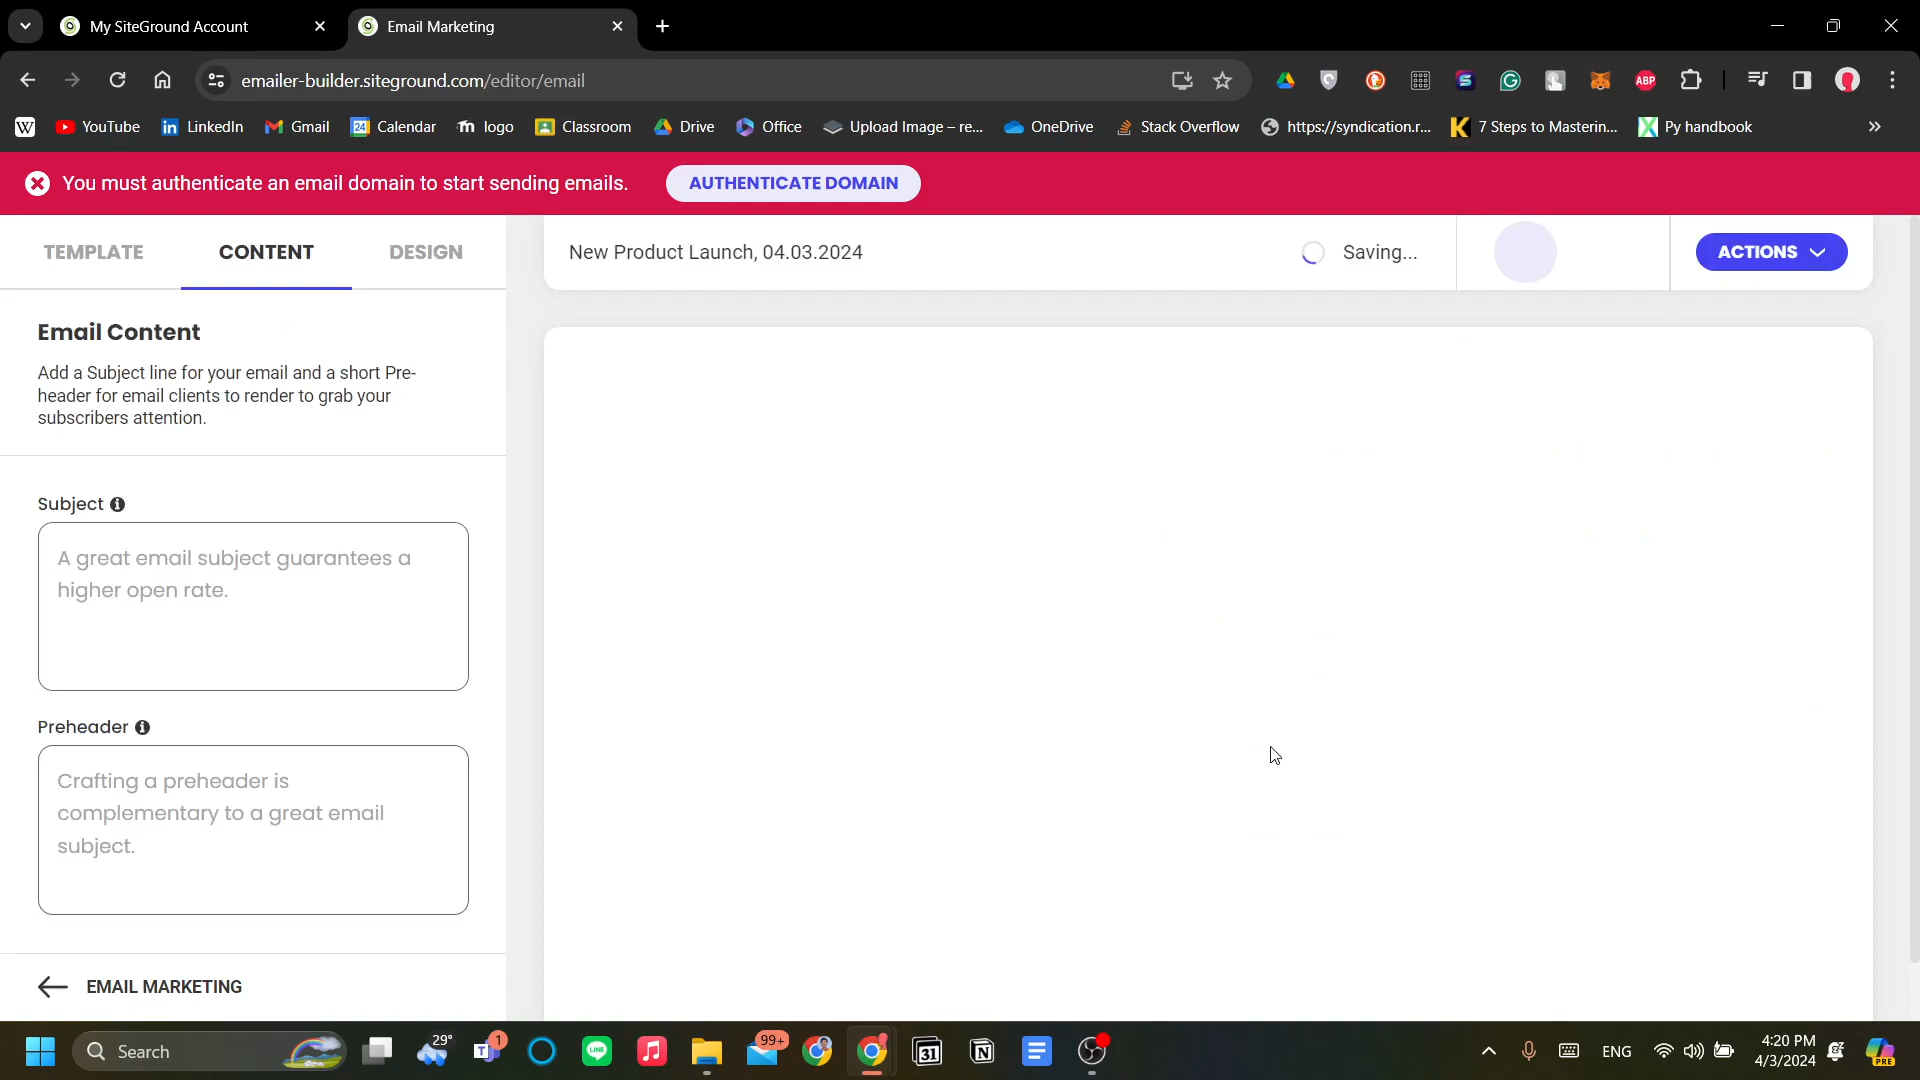 My SiteGround Account
Email Marketing
emailer-builder.siteground.com/editor/email
ABP
W
YouTube
LinkedIn
Gmail
Calendar
logo
Classroom
Drive
Office
Upload Image – re...
OneDrive
Stack Overflow
https://syndication.r...
7 Steps to Masterin...
Py handbook
You must authenticate an email domain to start sending emails.
AUTHENTICATE DOMAIN
TEMPLATE
CONTENT
DESIGN
New Product Launch, 04.03.2024
Saving...
ACTIONS
Email Content
Add a Subject line for your email and a short Pre-
header for email clients to render to grab your
subscribers attention.
Subject
A great email subject guarantees a
higher open rate.
Preheader
Crafting a preheader is
complementary to a great email
subject.
EMAIL MARKETING
Search
29°
1
LINE
99+
31
ENG
4:20 PM
4/3/2024
PRE